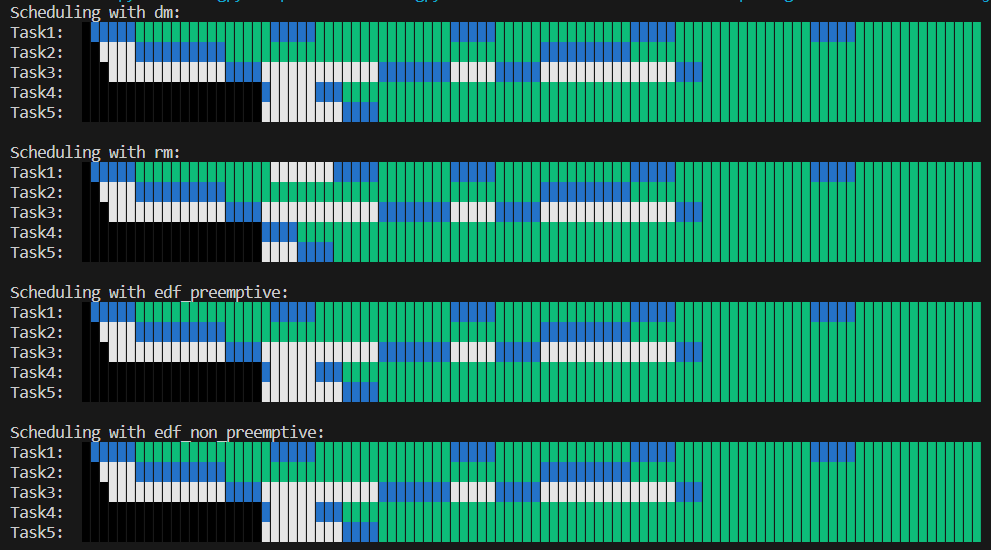 Scheduling with dm:
Task1:
Task2:
Task3:
Task4:
Task5:
Scheduling with rm:
Task1:
Task2:
Task3:
Task4:
Task5:
Scheduling with edf_preemptive:
Task1:
Task2:
Task3:
Task4:
Task5:
Scheduling with edf_non_preemptive:
Task1:
Task2:
Task3:
Task4:
Task5: